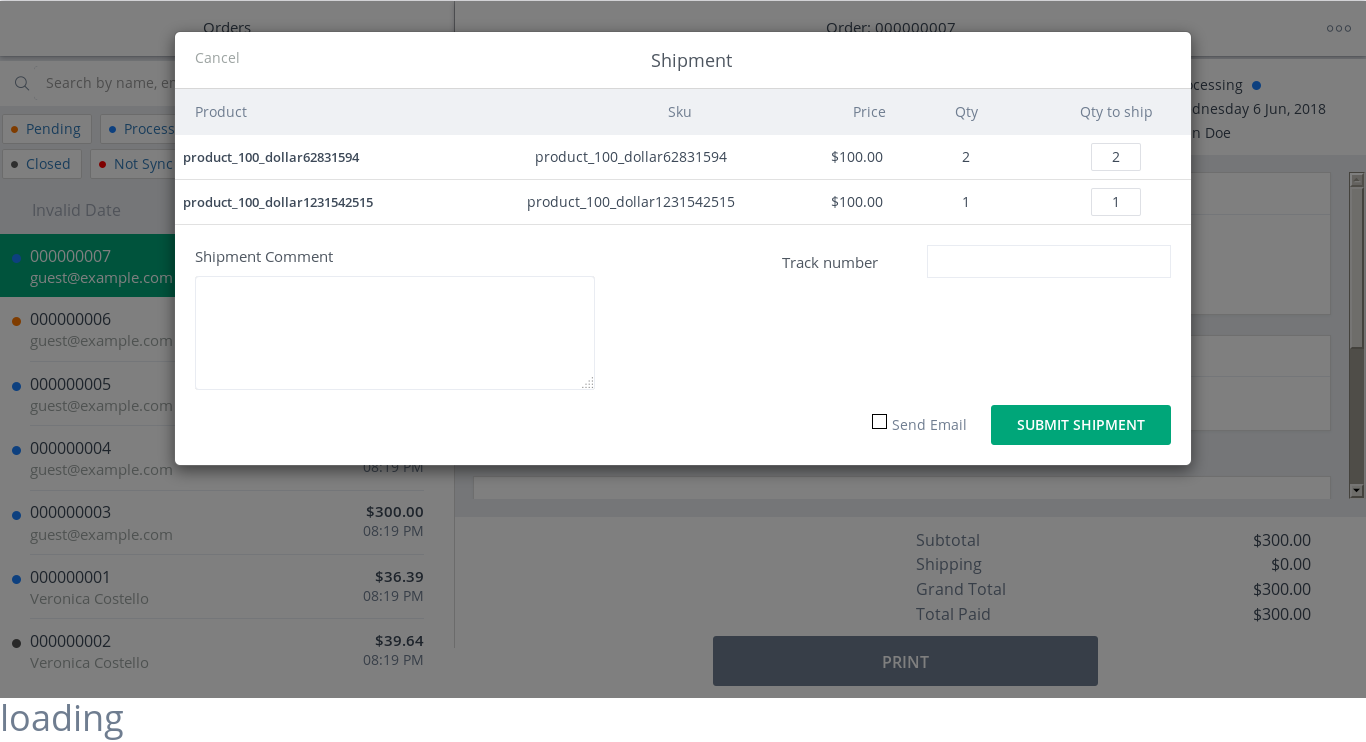 Orders
Order: 000000007
Cancel
Shipment
Search by name,
Product Sku Price Qty Qty to ship
Pending
Closed
Not Sync
product_100_dollar62831594 product_100_dollar62831594 $100.00 2 2
product_100_dollar1231542515 product_100_dollar1231542515 $100.00 1 1
Wednesday 6 Jun, 2018
Doe
Invalid Date
Shipment Comment
Track number
Send Email
SUBMIT SHIPMENT
000000007
guest@example.com
000000006
guest@example.com
000000005
guest@example.com
000000004
guest@example.com 08:19 PM
000000003 $300.00
guest@example.com 08:19 PM
000000001 $36.39
Veronica Costello 08:19 PM
000000002 $39.64
Veronica Costello 08:19 PM
Subtotal $300.00
Shipping $0.00
Grand Total $300.00
Total Paid $300.00
PRINT
loading